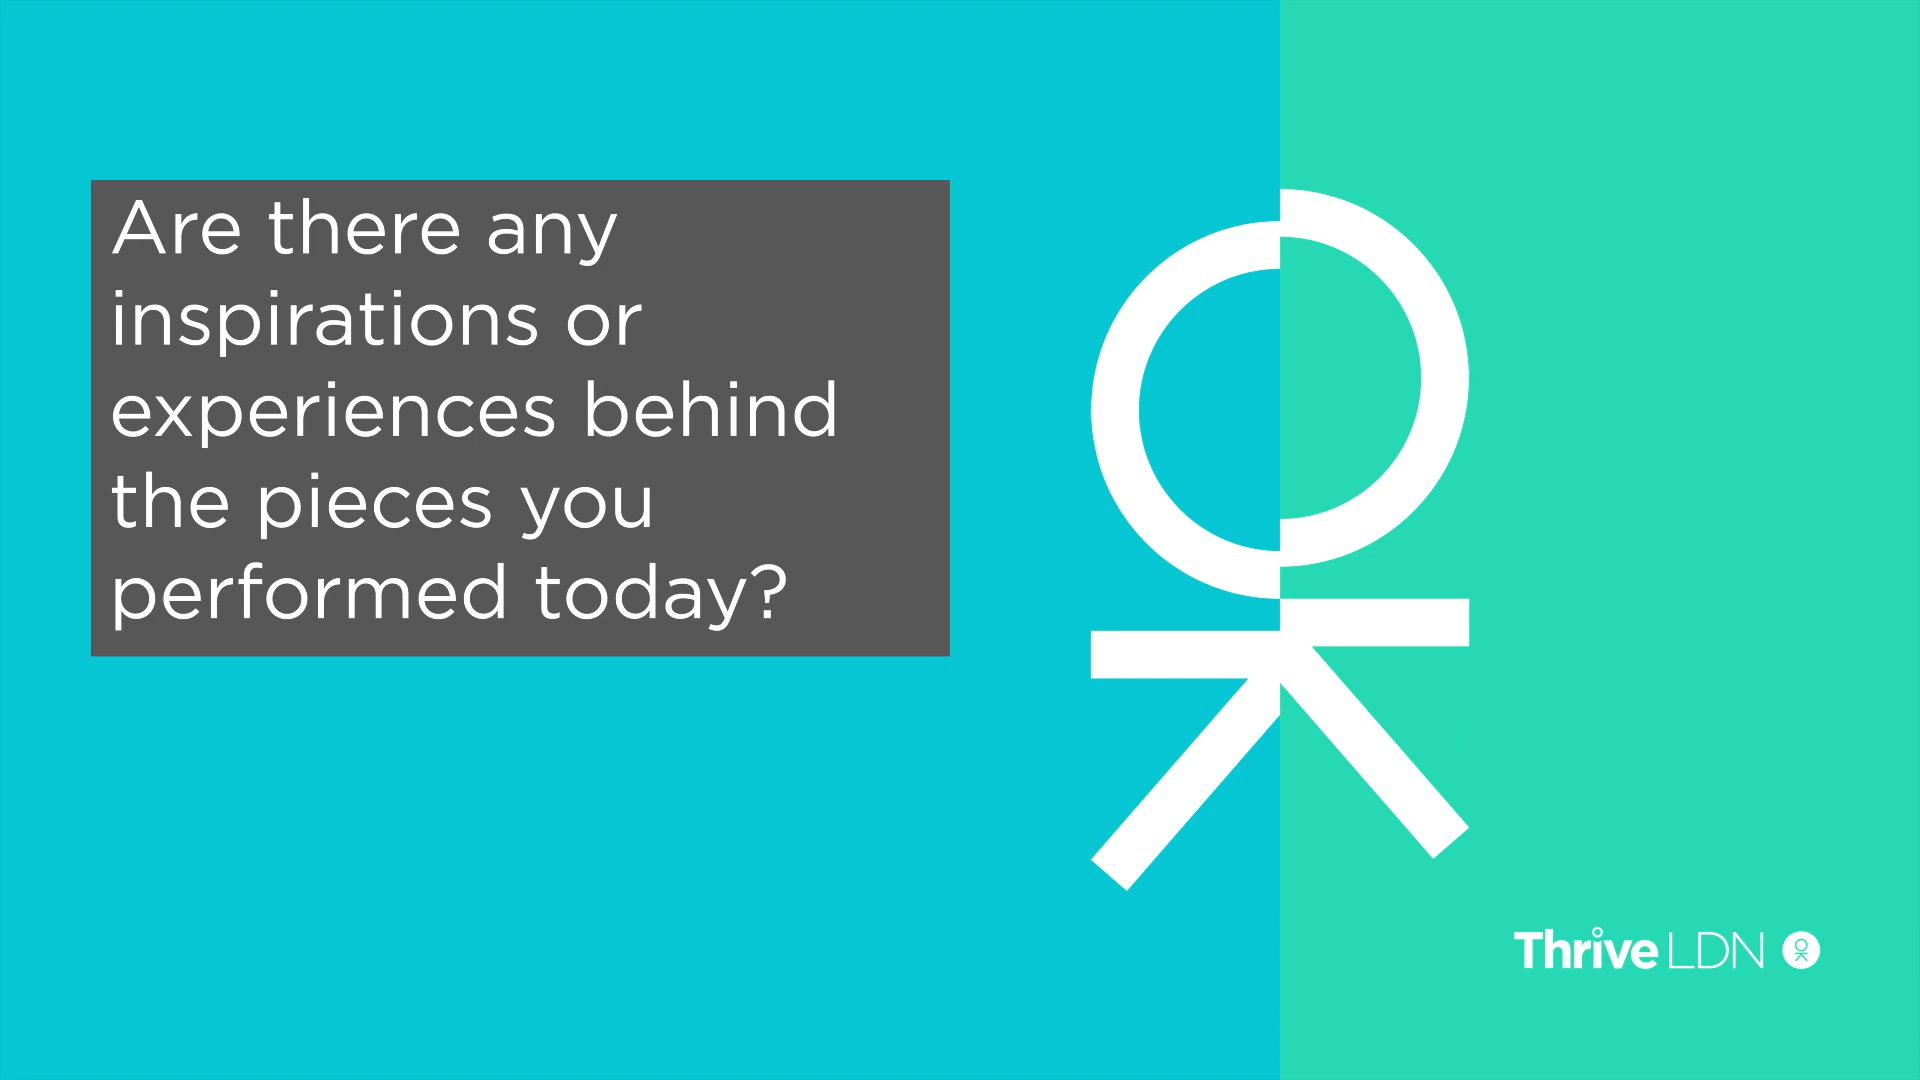 Are there any
inspirations or
experiences behind
the pieces you
performed today?
Thrive LDN